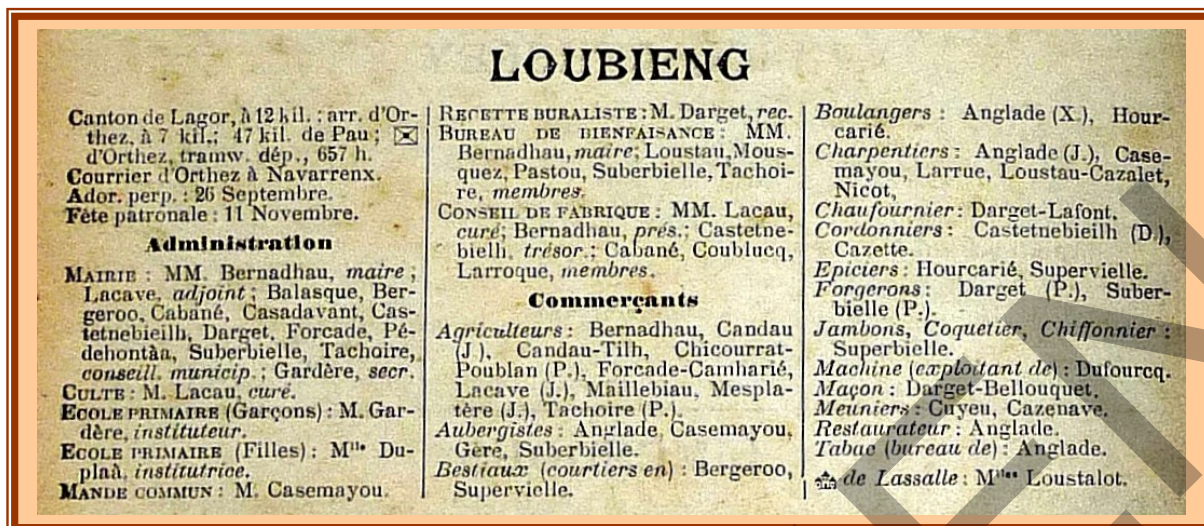 LOUBIENG
Canton de Lagor, à 12 kil. ; arr. d'Or-
thez, à 7 kil.; 47 kil. de Pau ; ✉
d'Orthez, tramw. dép., 657 h.
Courrier d'Orthez à Navarrenx.
Ador. perp. : 26 Septembre.
Fête patronale : 11 Novembre.
Administration
MAIRIE : MM. Bernadhau, maire ;
Lacave, adjoint ; Balasque, Ber-
geroo, Cabané, Casadavant, Cas-
tetnebieilh, Darget, Forcade, Pé-
dehontàa, Suberbielle, Tachoire,
conseill. municip. ; Gardère, secr.
CULTE : M. Lacau, curé.
ECOLE PRIMAIRE (Garçons) : M. Gar-
dère, instituteur.
ECOLE PRIMAIRE (Filles) : Mlle Du-
plaà, institutrice.
MANDE COMMUN : M. Casemayou.
RECETTE BURALISTE : M. Darget, rec.
BUREAU DE BIENFAISANCE : MM.
Bernadhau, maire ; Loustau, Mous-
quez, Pastou, Suberbielle, Tachoi-
re, membres.
CONSEIL DE FABRIQUE : MM. Lacau,
curé; Bernadhau, prés. ; Castetne-
bielh, trésor. ; Cabané, Coublucq,
Larroque, membres.
Commerçants
Agriculteurs : Bernadhau, Candau
(J.), Candau-Tilh, Chicourrat-
Poublan (P.), Forcade-Camharié,
Lacave (J.), Maillebiau, Mespla-
tère (J.), Tachoire (P.).
Aubergistes : Anglade, Casemayou,
Gère, Suberbielle.
Bestiaux (courtiers en) : Bergeroo,
Supervielle.
Boulangers : Anglade (X.), Hour-
carié.
Charpentiers : Anglade (J.), Case-
mayou, Larrue, Loustau-Cazalet,
Nicot,
Chaufournier : Darget-Lafont.
Cordonniers : Castetnebieilh (D.),
Cazette.
Epiciers : Hourcarié, Supervielle.
Forgerons : Darget (P.), Suber-
bielle (P.).
Jambons, Coquetier, Chiffonnier :
Superbielle.
Machine (exploitant de) : Dufourcq.
Maçon : Darget-Bellouquet.
Meuniers : Cuyeu, Cazenave.
Restaurateur : Anglade.
Tabac (bureau de) : Anglade.
de Lassalle : Mlles Loustalot.